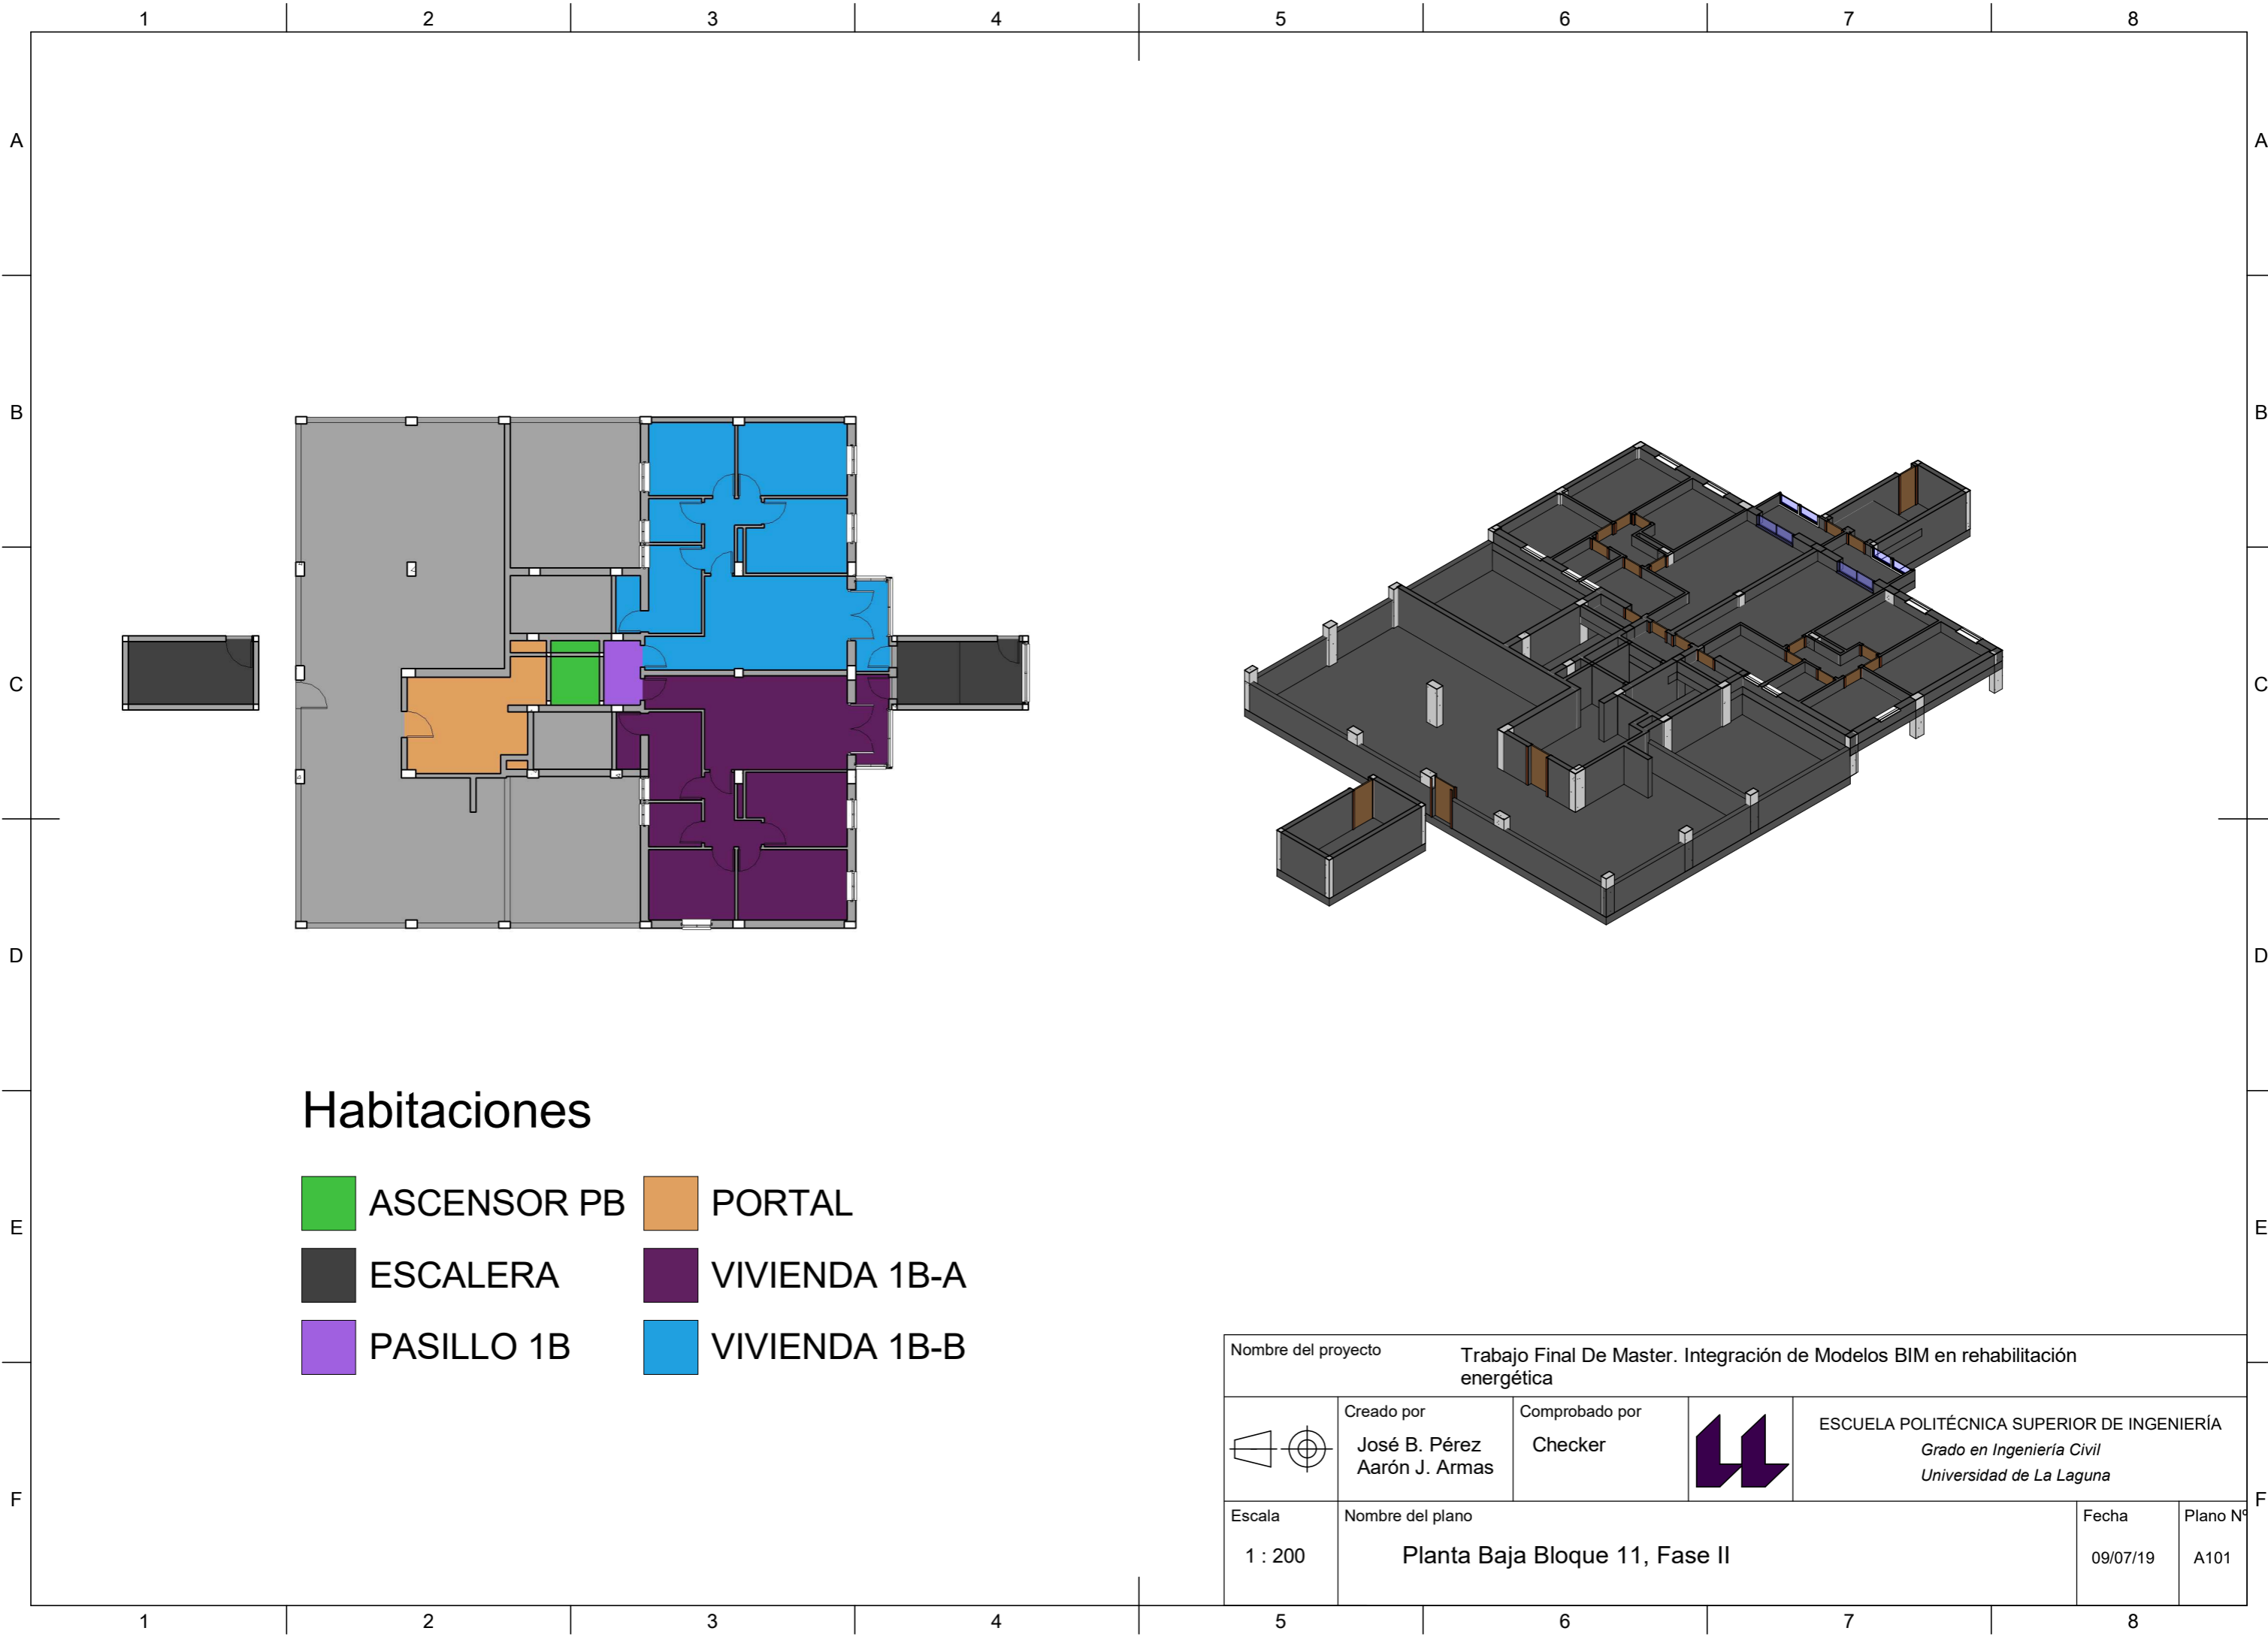 1 2 3 4 5 6 7 8
A A
B B
C C
D D
Habitaciones
ASCENSOR PB PORTAL
E E
ESCALERA VIVIENDA 1B-A
PASILLO 1B VIVIENDA 1B-B
Nombre del proyecto
Trabajo Final De Master. Integración de Modelos BIM en rehabilitación
energética
Creado por
José B. Pérez
Aarón J. Armas
Comprobado por
Checker
ESCUELA POLITÉCNICA SUPERIOR DE INGENIERÍA
Grado en Ingeniería Civil
Universidad de La Laguna
F F
Escala
1 : 200
Nombre del plano
Planta Baja Bloque 11, Fase II
Fecha
09/07/19
Plano Nº
A101
1 2 3 4 5 6 7 8